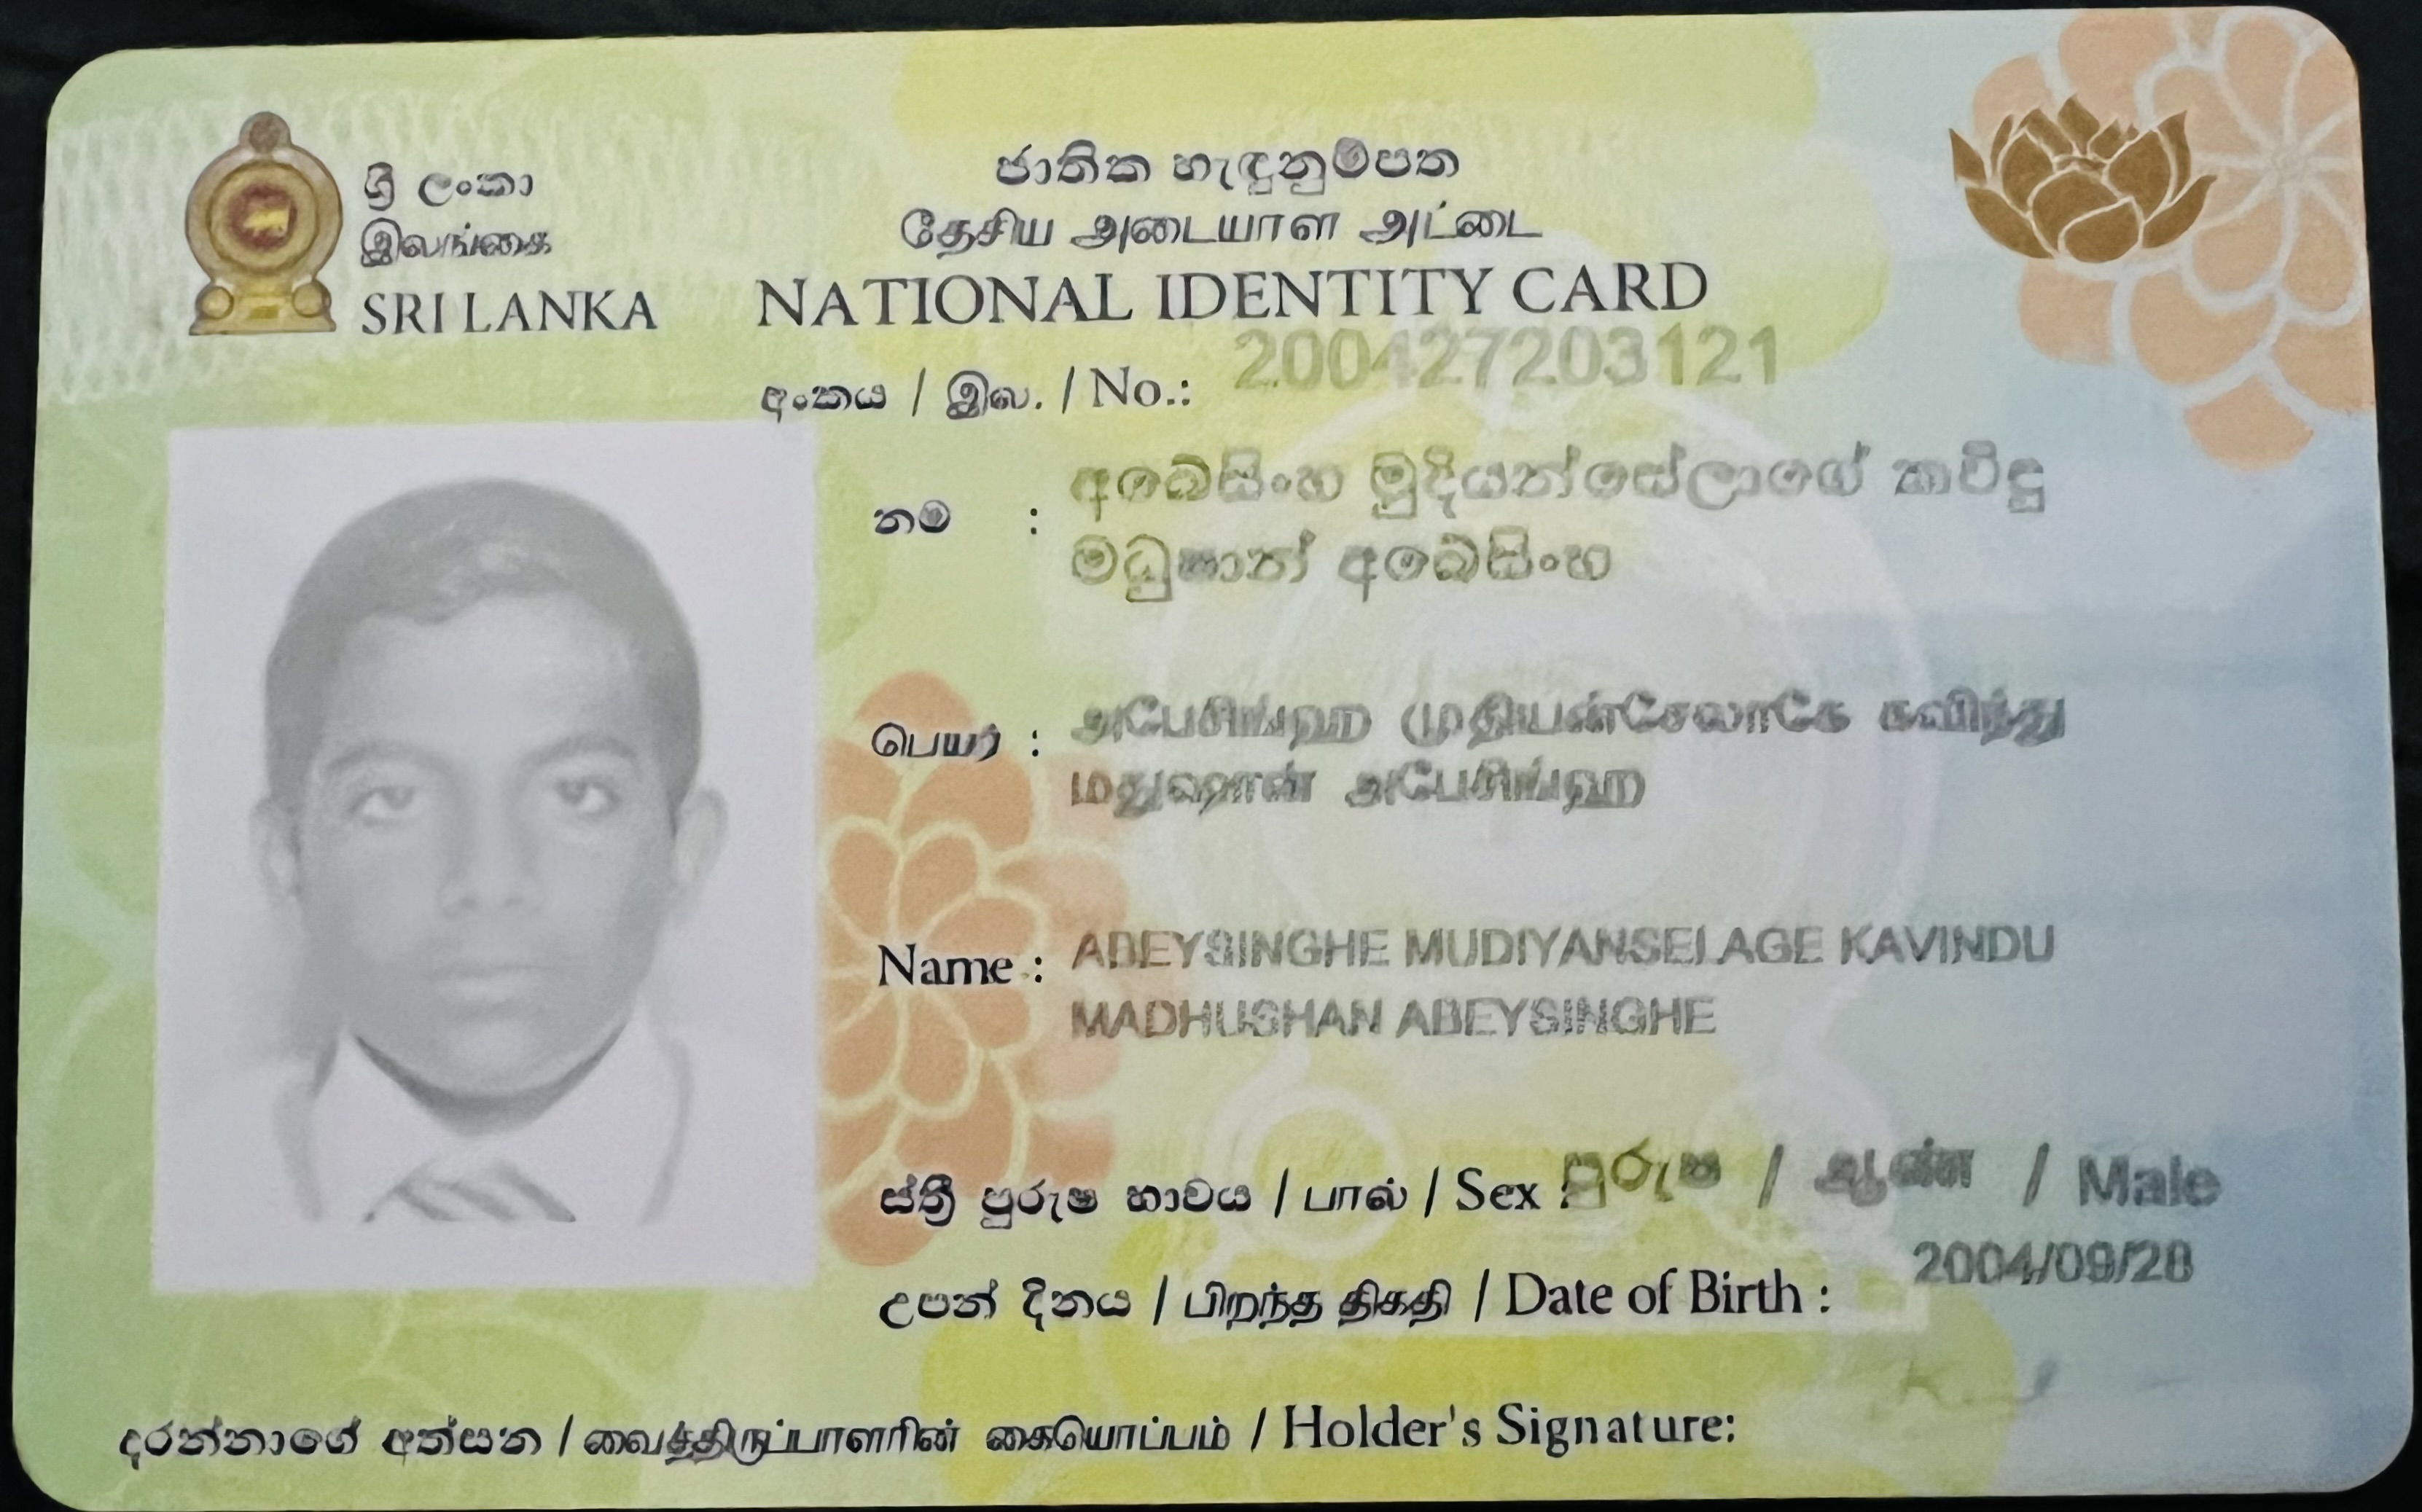 ශ්‍රී ලංකා
இலங்கை
SRI LANKA
ජාතික හැඳුනුම්පත
தேசிய அடையாள அட்டை
NATIONAL IDENTITY CARD
අංකය / இல. / No.: 200427203121
නම : අබේසිංහ මුදියන්සේලාගේ කවිඳු
මධුෂාන් අබේසිංහ
பெயர் : அபேசிங்ஹ முதியன்சேலாகே கவிந்து
மதுஷான் அபேசிங்ஹ
Name : ABEYSINGHE MUDIYANSELAGE KAVINDU
MADHUSHAN ABEYSINGHE
ස්ත්‍රී පුරුෂ භාවය / பால் / Sex : පුරුෂ / ஆண் / Male
උපන් දිනය / பிறந்த திகதி / Date of Birth : 2004/09/28
දරන්නාගේ අත්සන / வைத்திருப்பாளரின் கையொப்பம் / Holder's Signature: